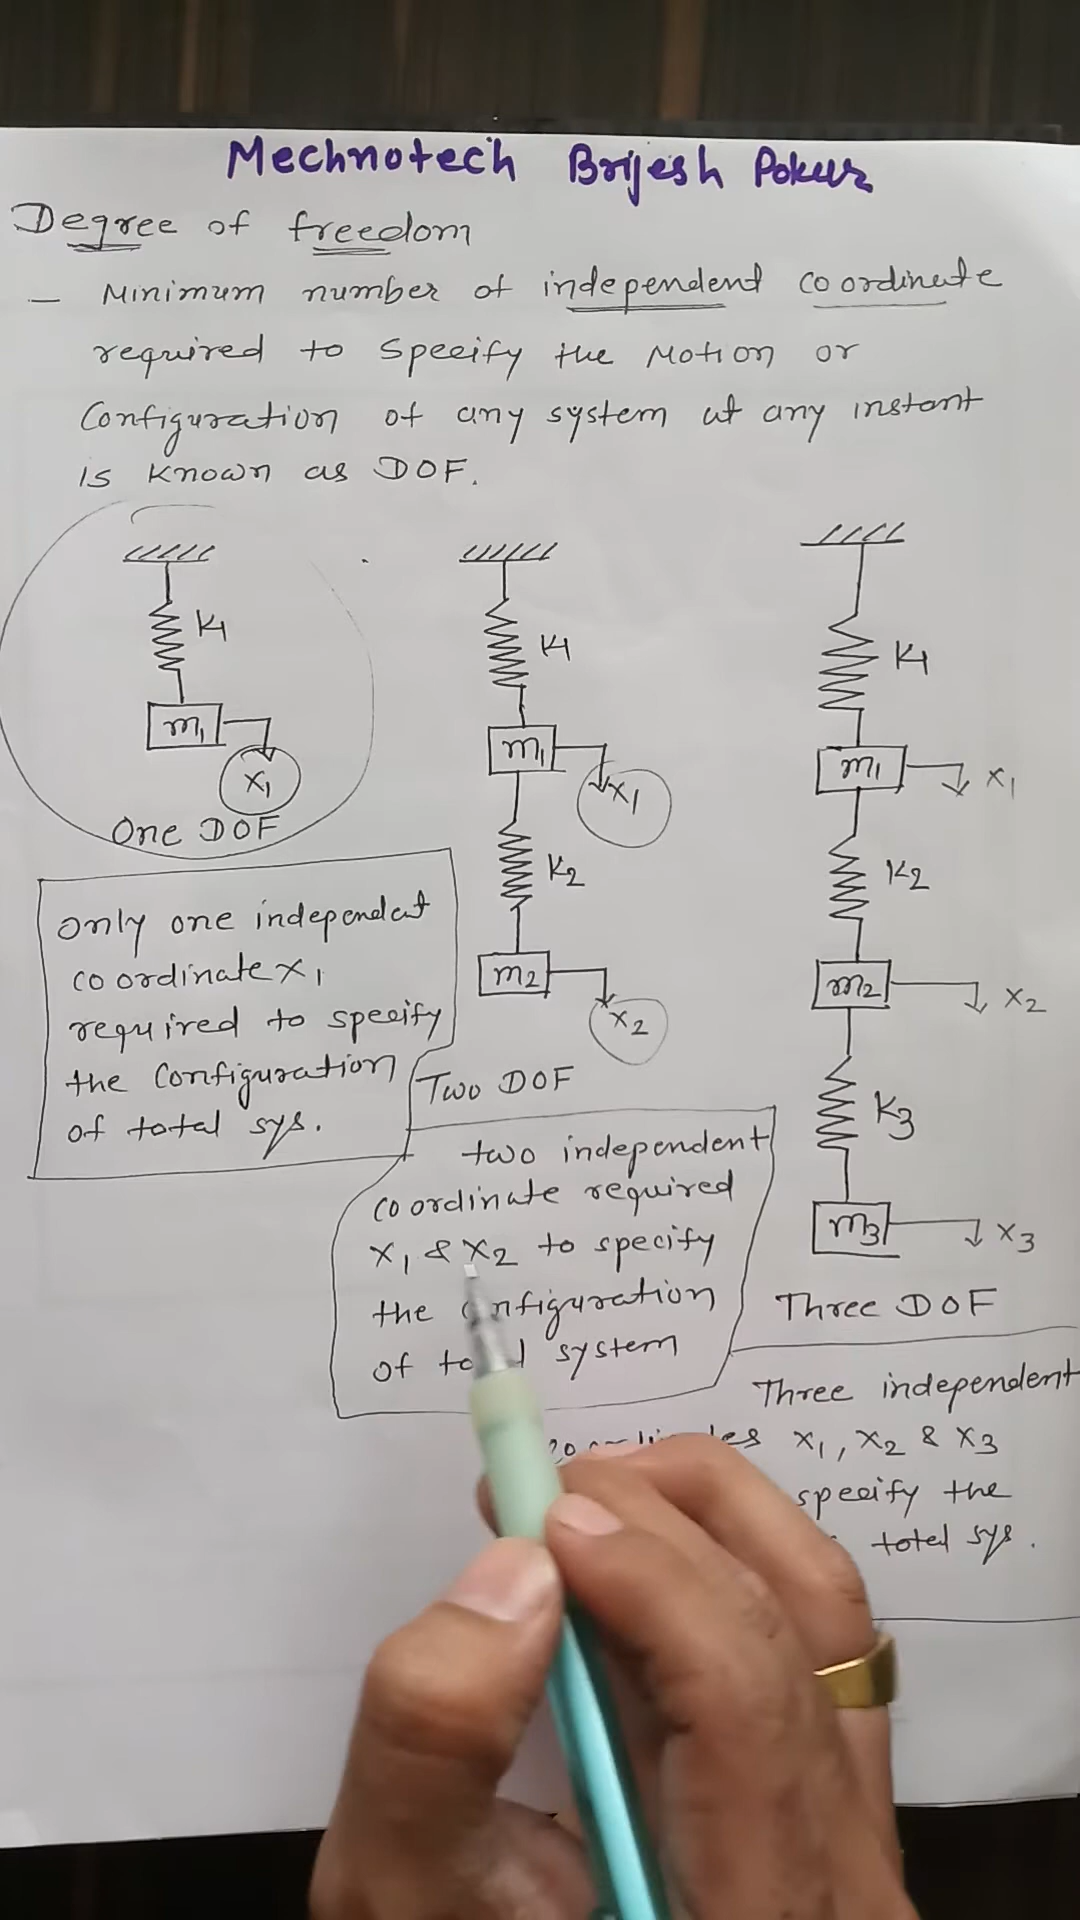 Mechnotech Brijesh Pokur
Degree of freedom
– Minimum number of independent coordinate
required to specify the Motion or
Configuration of any system at any instant
is known as DOF.
K1
m1
x1
One DOF
Only one independent
coordinate x1
required to specify
the Configuration
of total sys.
K1
m1
x1
K2
m2
x2
Two DOF
two independent
coordinate required
x1 & x2 to specify
the configuration
of total system
K1
m1
x1
K2
m2
x2
K3
m3
x3
Three DOF
Three independent
x1, x2 & x3
specify the
total sys.